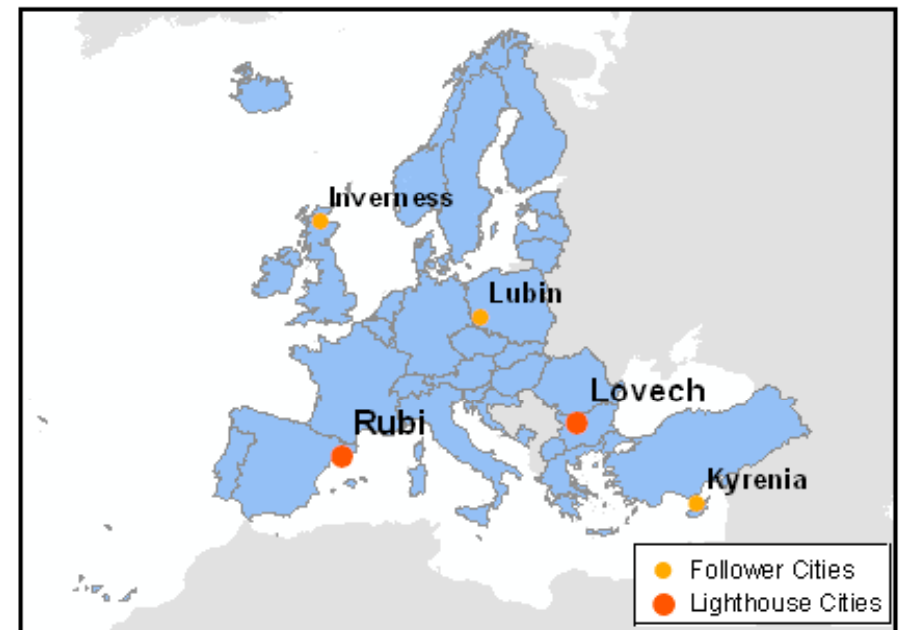 Inverness
Lubin
Lovech
Rubi
Kyrenia
Follower Cities
Lighthouse Cities